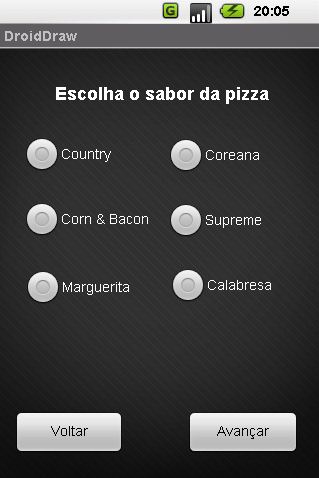 G 20:05
DroidDraw
Escolha o sabor da pizza
Country Coreana
Corn & Bacon Supreme
Marguerita Calabresa
Voltar Avançar